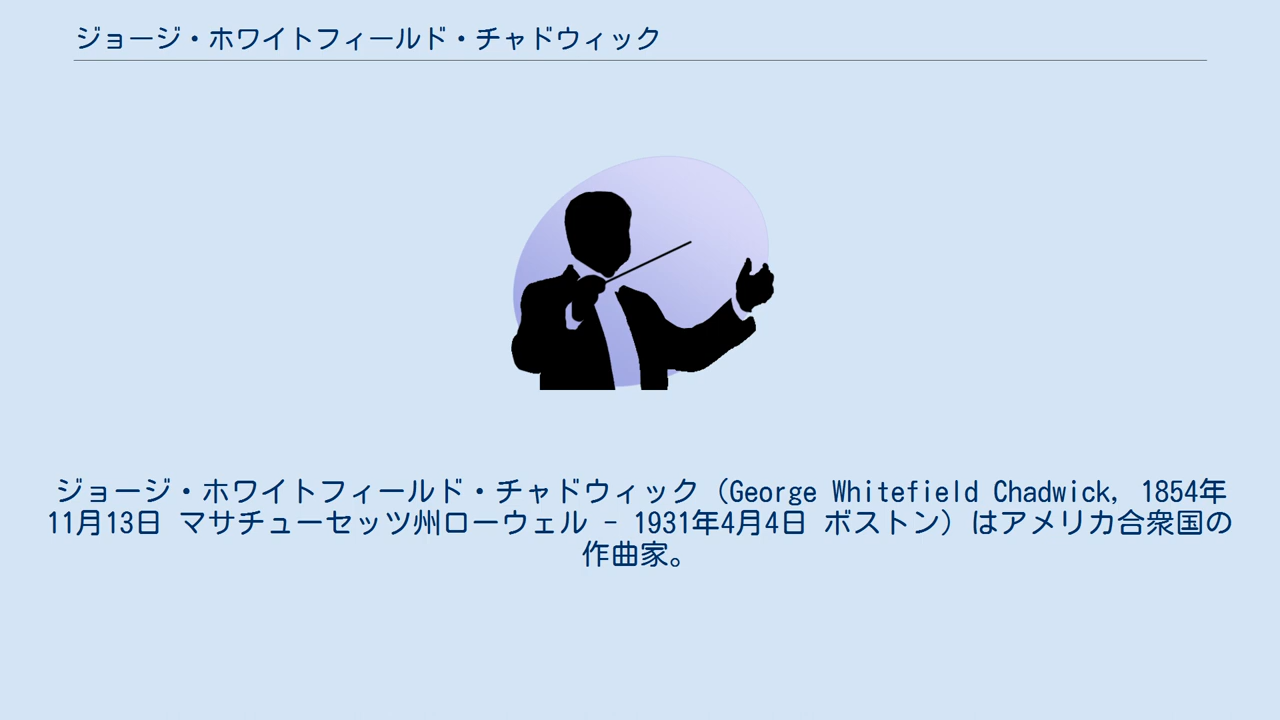 ジョージ・ホワイトフィールド・チャドウィック
ジョージ・ホワイトフィールド・チャドウィック（George Whitefield Chadwick, 1854年
11月13日 マサチューセッツ州ローウェル - 1931年4月4日 ボストン）はアメリカ合衆国の
作曲家。